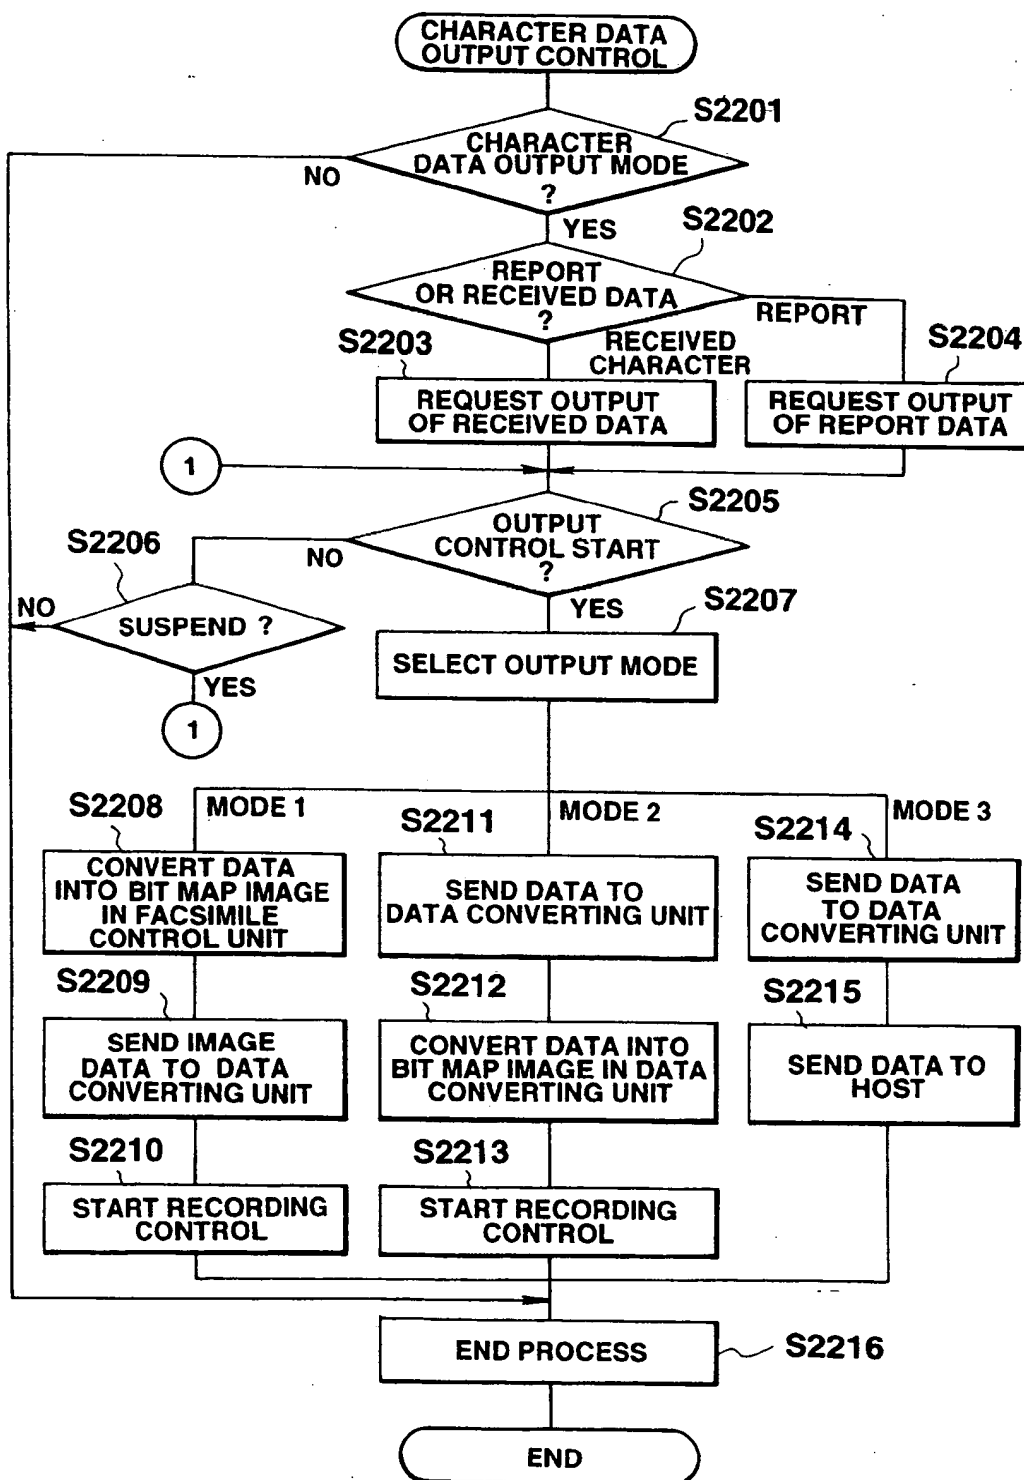 CHARACTER DATA
OUTPUT CONTROL
S2201
CHARACTER
DATA OUTPUT MODE
?
NO
YES
S2202
REPORT
OR RECEIVED DATA
?
REPORT
RECEIVED
CHARACTER
S2203
S2204
REQUEST OUTPUT
OF RECEIVED DATA
REQUEST OUTPUT
OF REPORT DATA
1
S2205
OUTPUT
CONTROL START
?
NO
YES
S2206
SUSPEND ?
NO
YES
1
S2207
SELECT OUTPUT MODE
MODE 1
MODE 2
MODE 3
S2208
CONVERT DATA
INTO BIT MAP IMAGE
IN FACSIMILE
CONTROL UNIT
S2211
SEND DATA TO
DATA CONVERTING UNIT
S2214
SEND DATA
TO DATA
CONVERTING UNIT
S2209
SEND IMAGE
DATA TO DATA
CONVERTING UNIT
S2212
CONVERT DATA INTO
BIT MAP IMAGE IN DATA
CONVERTING UNIT
S2215
SEND DATA TO
HOST
S2210
START RECORDING
CONTROL
S2213
START RECORDING
CONTROL
END PROCESS
S2216
END